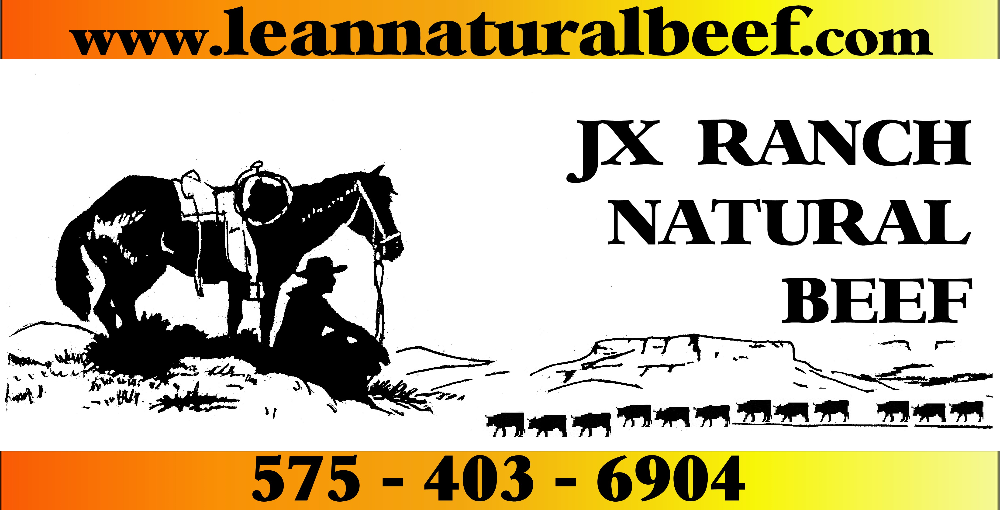 www.leannaturalbeef.com
JX RANCH
NATURAL
BEEF
575 - 403 - 6904